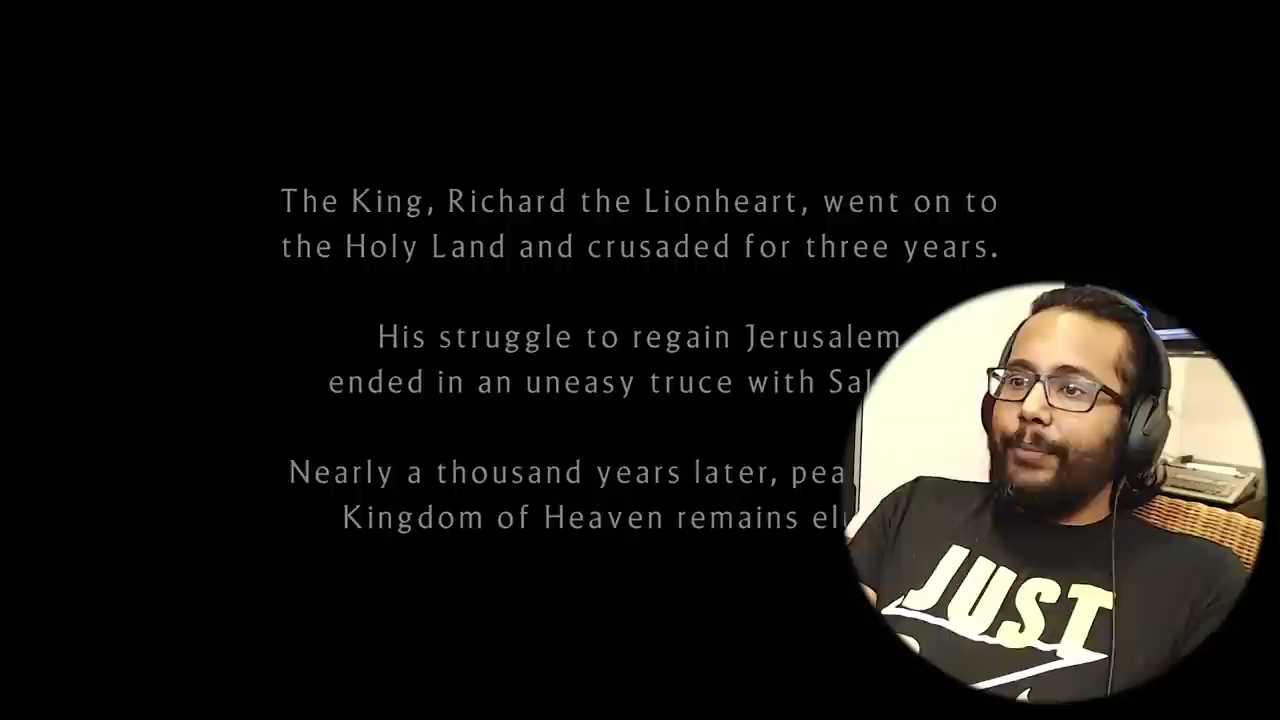 The King, Richard the Lionheart, went on to
the Holy Land and crusaded for three years.
His struggle to regain Jerusalem
ended in an uneasy truce with
Nearly a thousand years later,
Kingdom of Heaven remains
JUST